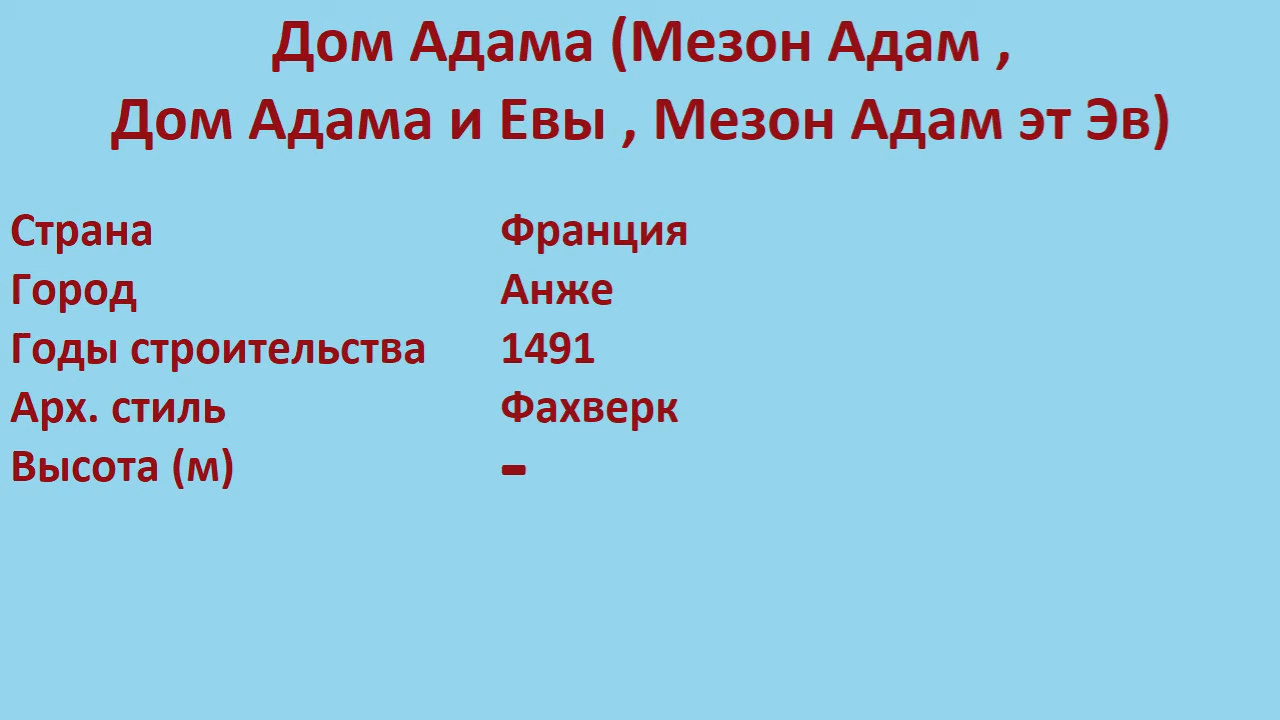 Дом Адама (Мезон Адам ,
Дом Адама и Евы , Мезон Адам эт Эв)
Страна Франция
Город Анже
Годы строительства 1491
Арх. стиль Фахверк
Высота (м) -